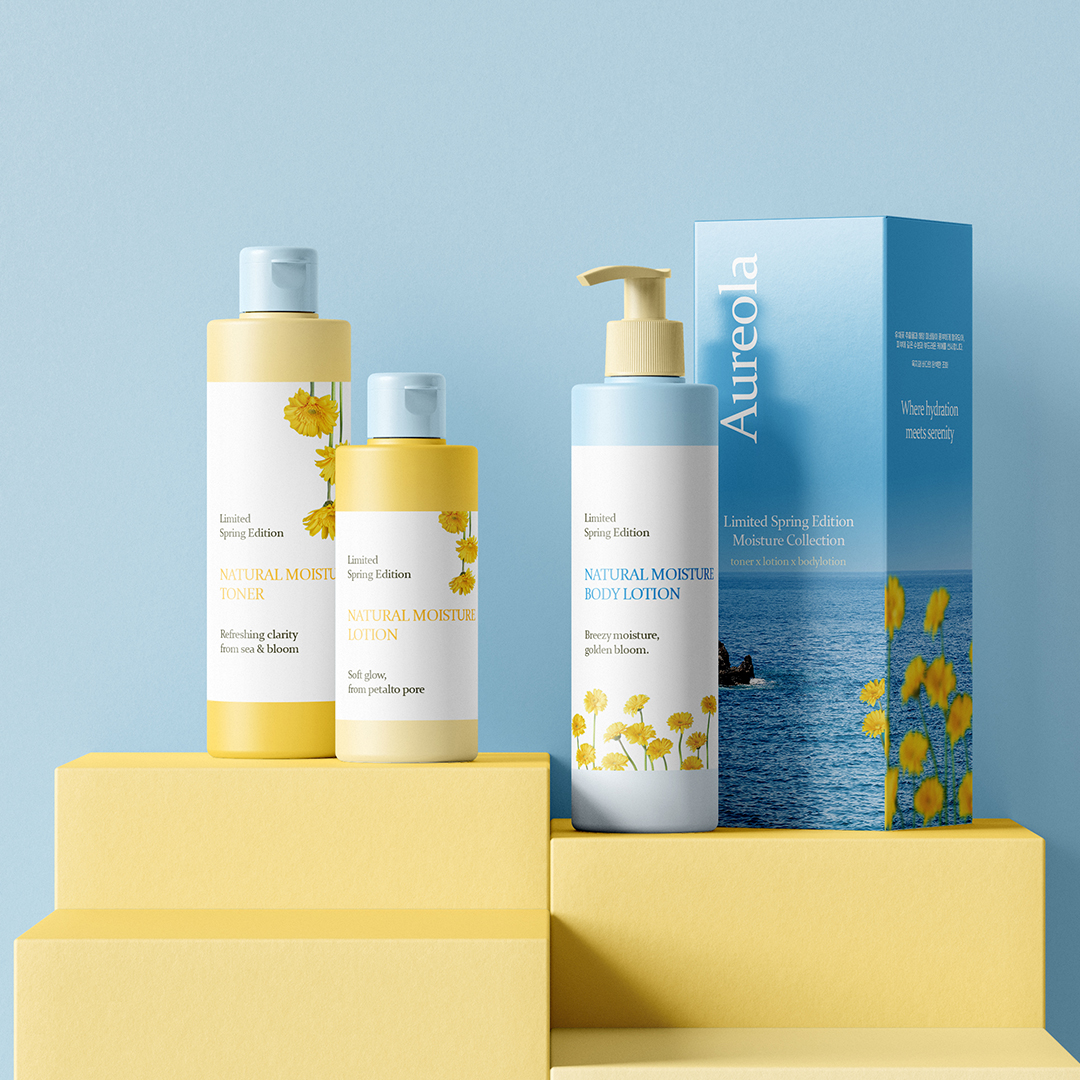 Limited
Spring Edition
NATURAL MOISTU
TONER
Refreshing clarity
from sea & bloom
Limited
Spring Edition
NATURAL MOISTURE
LOTION
Soft glow,
from petalto pore
Limited
Spring Edition
NATURAL MOISTURE
BODY LOTION
Breezy moisture,
golden bloom.
Aureola
Limited Spring Edition
Moisture Collection
toner x lotion x bodylotion
Where hydration
meets serenity